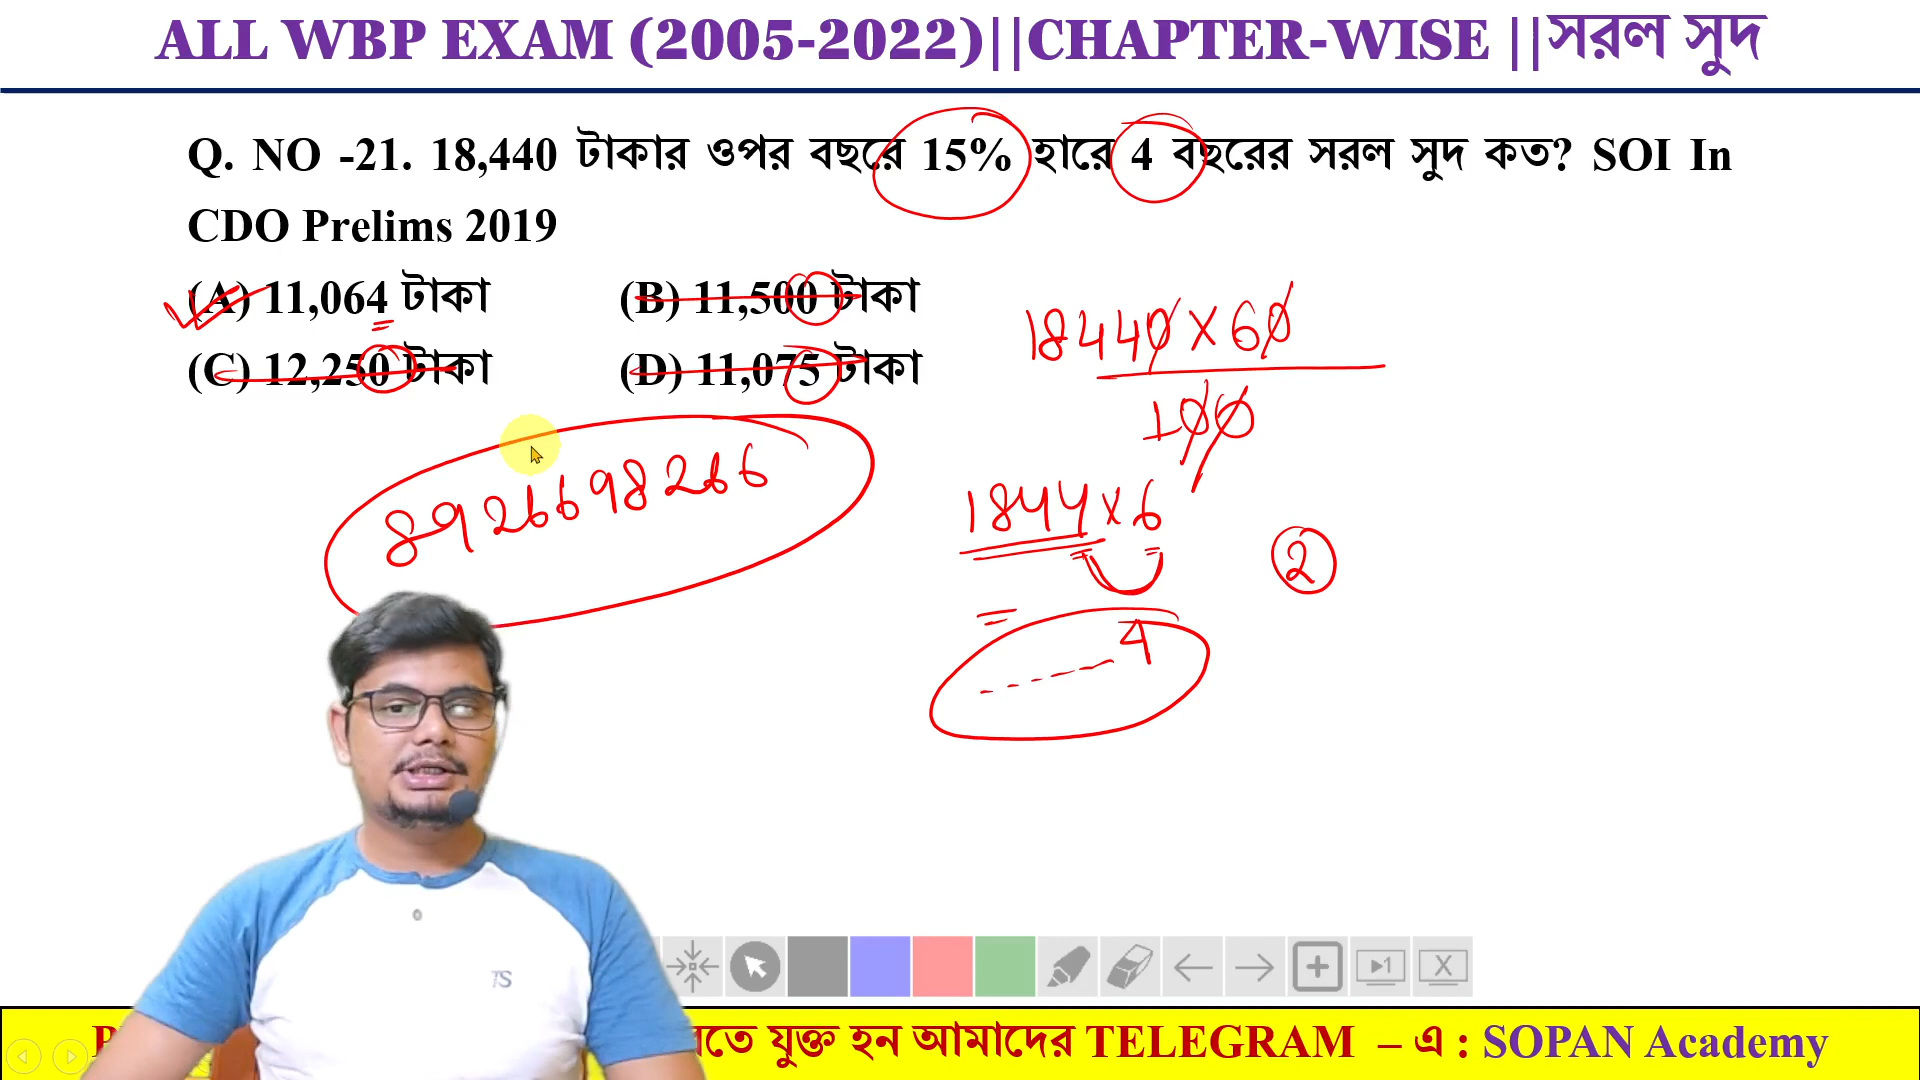 ALL WBP EXAM (2005-2022)||CHAPTER-WISE ||সরল সুদ
Q. NO -21. 18,440 টাকার ওপর বছরে 15% হারে 4 বছরের সরল সুদ কত? SOI In
CDO Prelims 2019
(A) 11,064 টাকা (B) 11,500 টাকা
(C) 12,250 টাকা (D) 11,075 টাকা
18440 × 60
100
8926698266
1844 × 6
2
= 4
যুক্ত হন আমাদের TELEGRAM – এ : SOPAN Academy